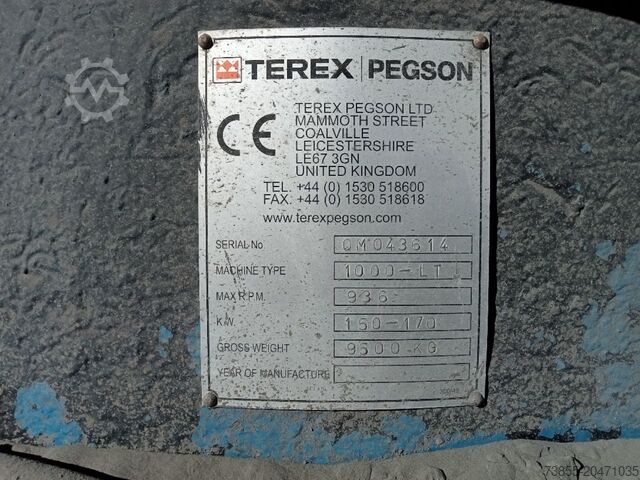 TEREX PEGSON
CE
TEREX PEGSON LTD
MAMMOTH STREET
COALVILLE
LEICESTERSHIRE
LE67 3GN
UNITED KINGDOM
TEL. +44 (0) 1530 518600
FAX. +44 (0) 1530 518618
www.terexpegson.com
SERIAL No QM043614
MACHINE TYPE 1000-LT
MAX R.P.M. 936
K.W. 160-170
GROSS WEIGHT 9500 KG
YEAR OF MANUFACTURE
73855-20471035